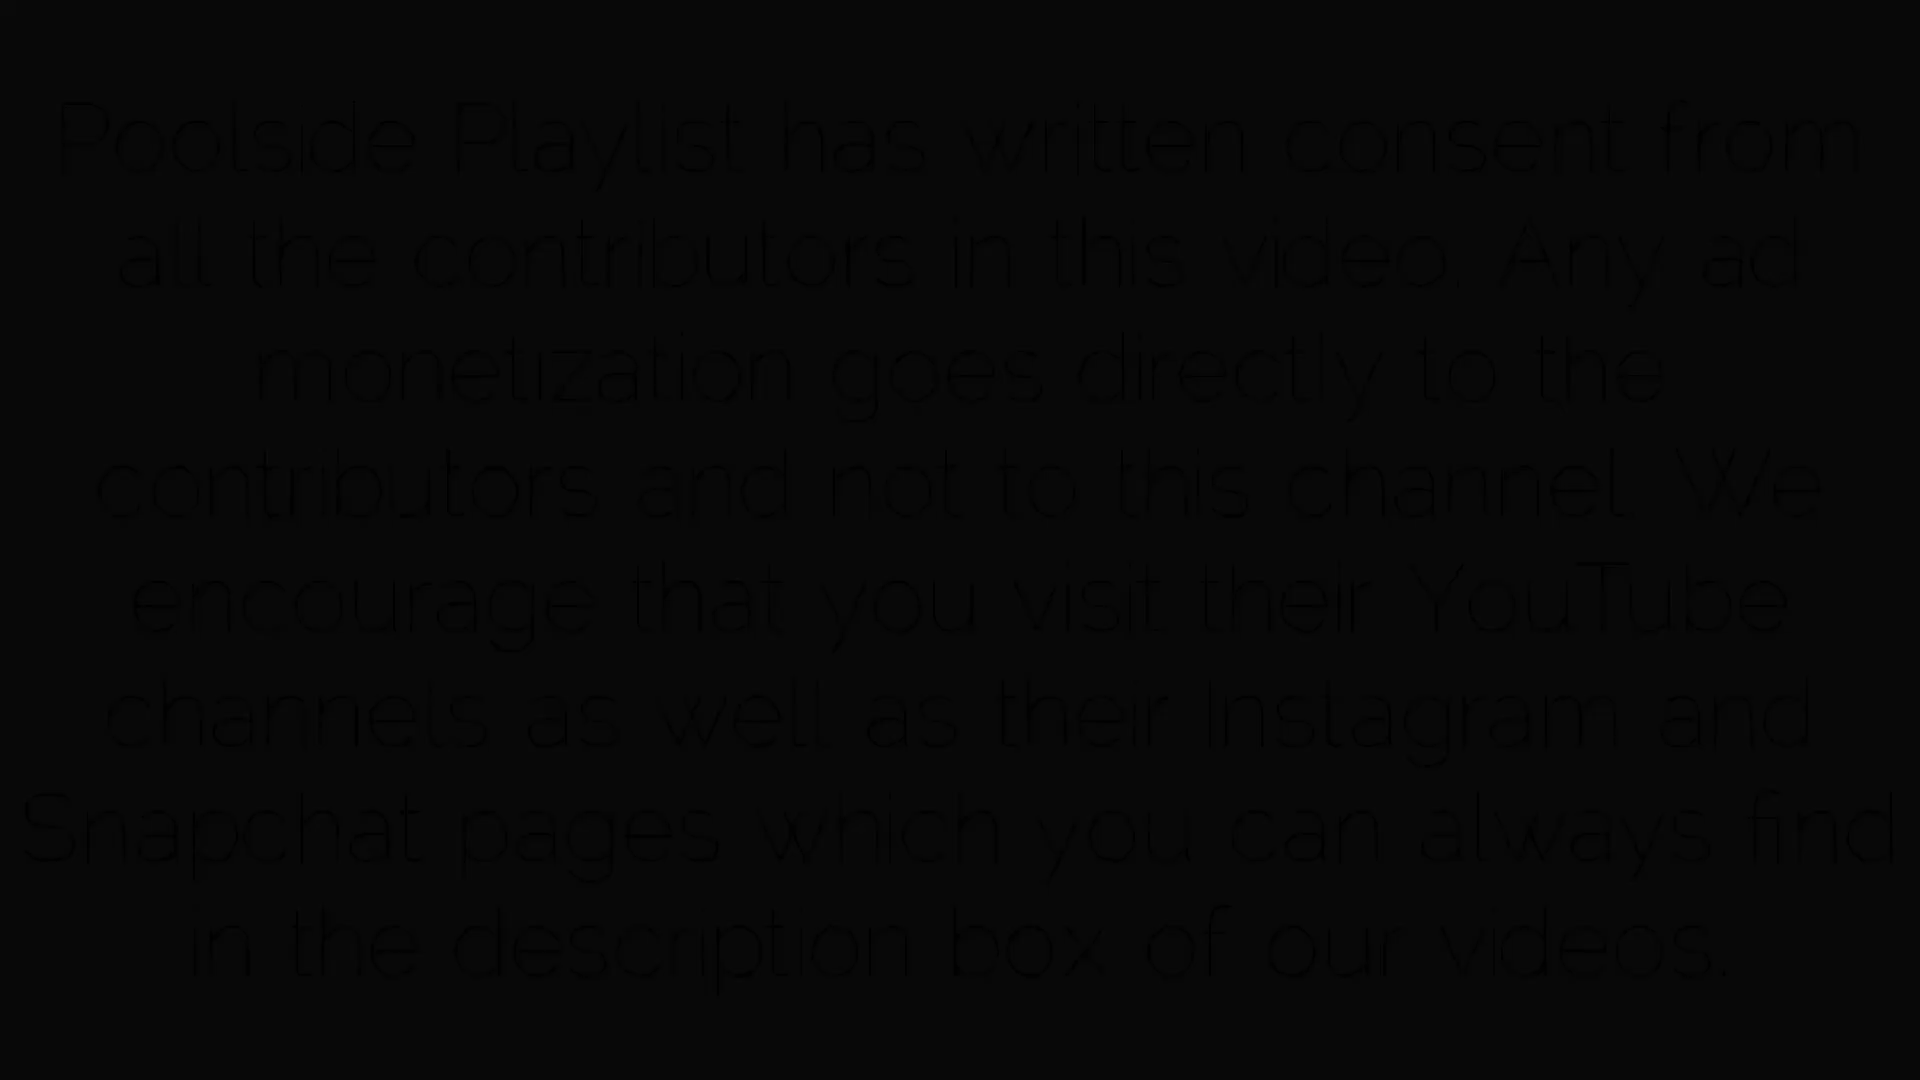 Poolside Playlist has written consent from
all the contributors in this video. Any ad
monetization goes directly to the
contributors and not to this channel. We
encourage that you visit their YouTube
channels as well as their Instagram and
Snapchat pages which you can always find
in the description box of our videos.